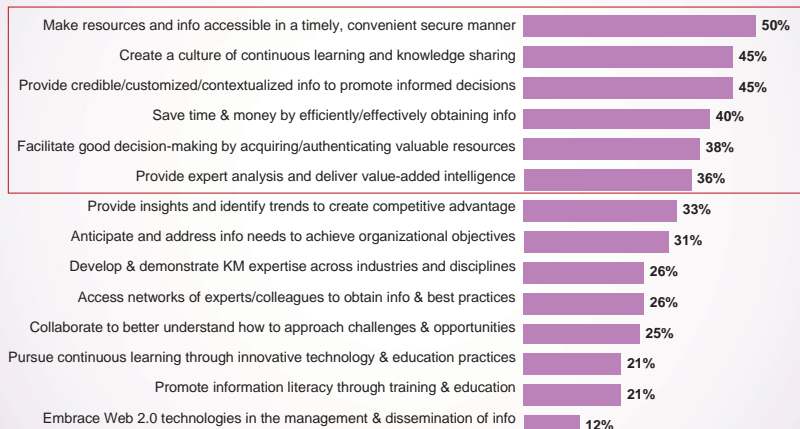 Make resources and info accessible in a timely, convenient secure manner 50%
Create a culture of continuous learning and knowledge sharing 45%
Provide credible/customized/contextualized info to promote informed decisions 45%
Save time & money by efficiently/effectively obtaining info 40%
Facilitate good decision-making by acquiring/authenticating valuable resources 38%
Provide expert analysis and deliver value-added intelligence 36%
Provide insights and identify trends to create competitive advantage 33%
Anticipate and address info needs to achieve organizational objectives 31%
Develop & demonstrate KM expertise across industries and disciplines 26%
Access networks of experts/colleagues to obtain info & best practices 26%
Collaborate to better understand how to approach challenges & opportunities 25%
Pursue continuous learning through innovative technology & education practices 21%
Promote information literacy through training & education 21%
Embrace Web 2.0 technologies in the management & dissemination of info 12%